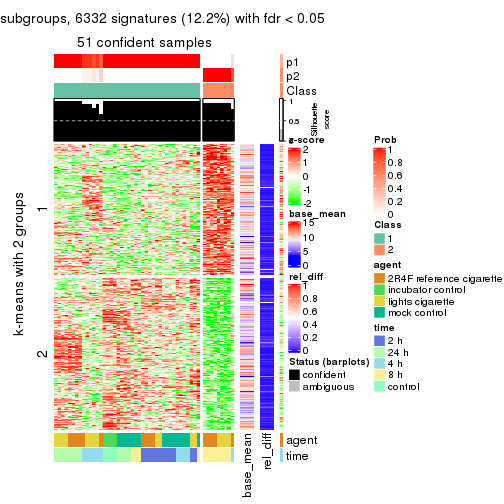 subgroups, 6332 signatures (12.2%) with fdr < 0.05
51 confident samples
p1
p2
Class
1
0.5
0
Silhouette
score
k-means with 2 groups
1
2
z-score
2
1
0
-1
-2
base_mean
15
10
5
0
rel_diff
1
0.8
0.6
0.4
0.2
0
Status (barplots)
confident
ambiguous
Prob
1
0.8
0.6
0.4
0.2
0
Class
1
2
agent
2R4F reference cigarette
incubator control
lights cigarette
mock control
time
2 h
24 h
4 h
8 h
control
agent
time
base_mean
rel_diff